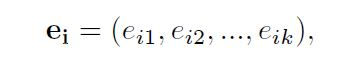 e_i = (e_{i1}, e_{i2}, ..., e_{ik}),